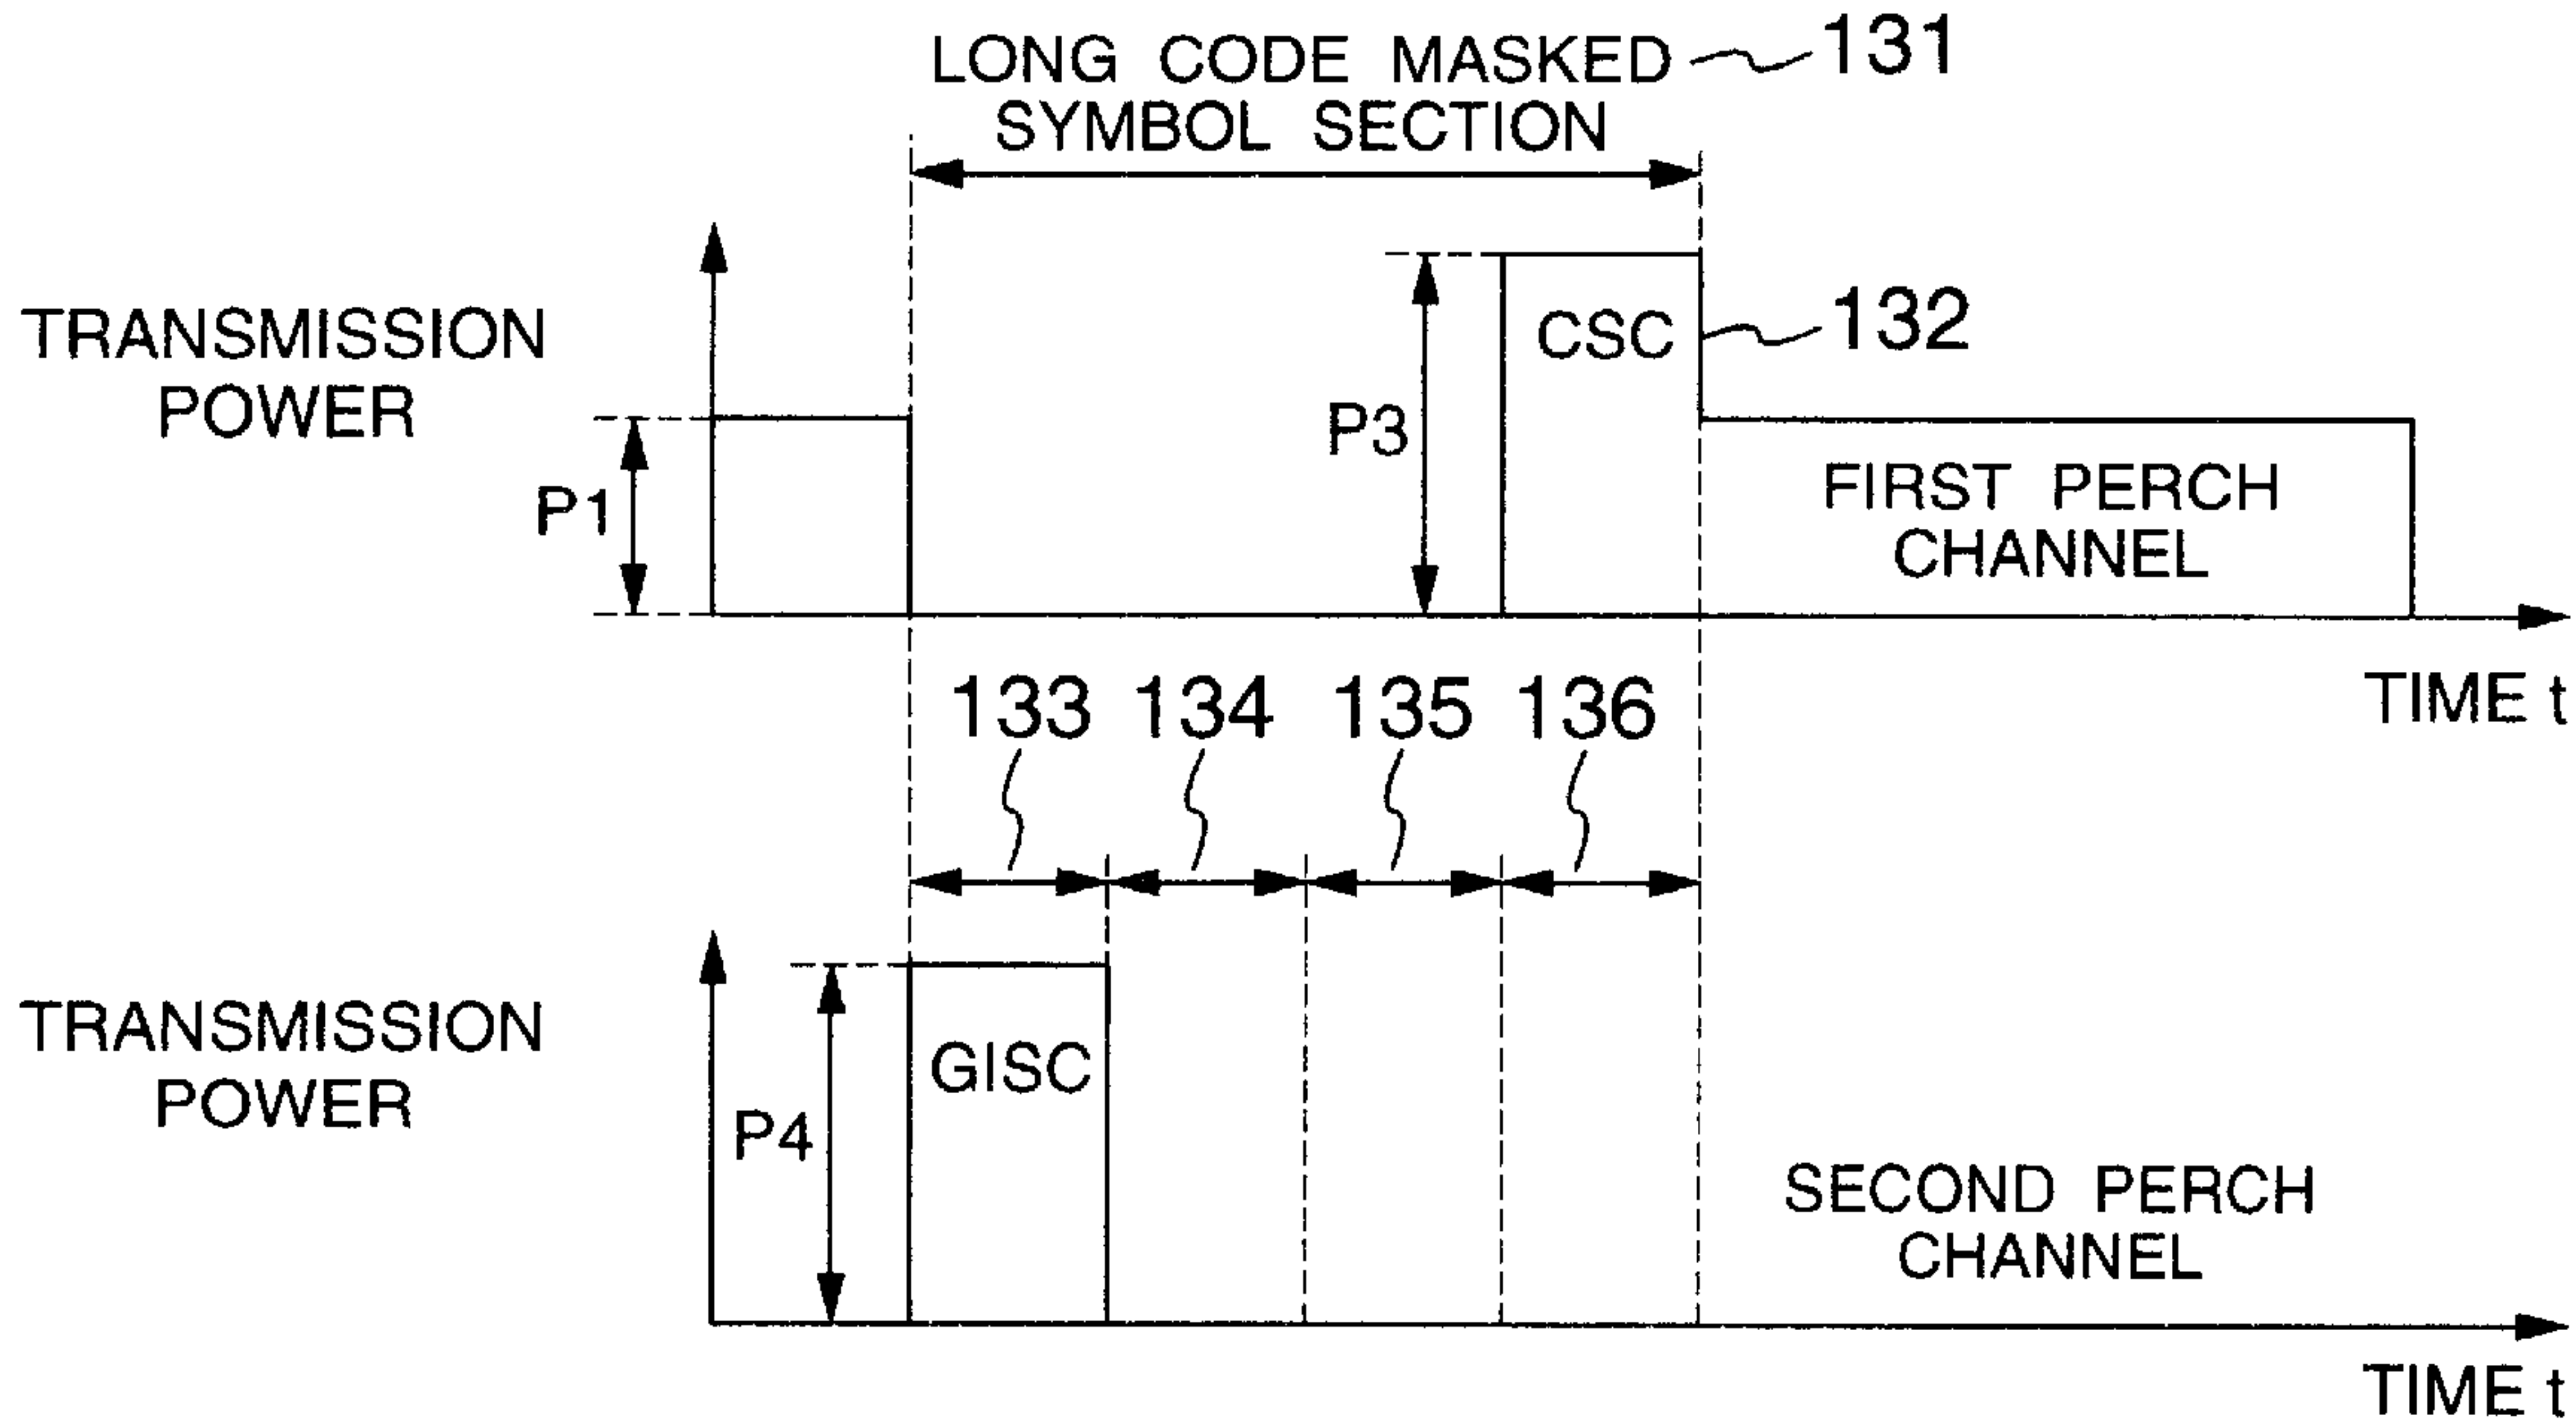 LONG CODE MASKED
SYMBOL SECTION
131
TRANSMISSION
POWER
P1
P3
CSC
132
FIRST PERCH
CHANNEL
TIME t
133
134
135
136
TRANSMISSION
POWER
P4
GISC
SECOND PERCH
CHANNEL
TIME t